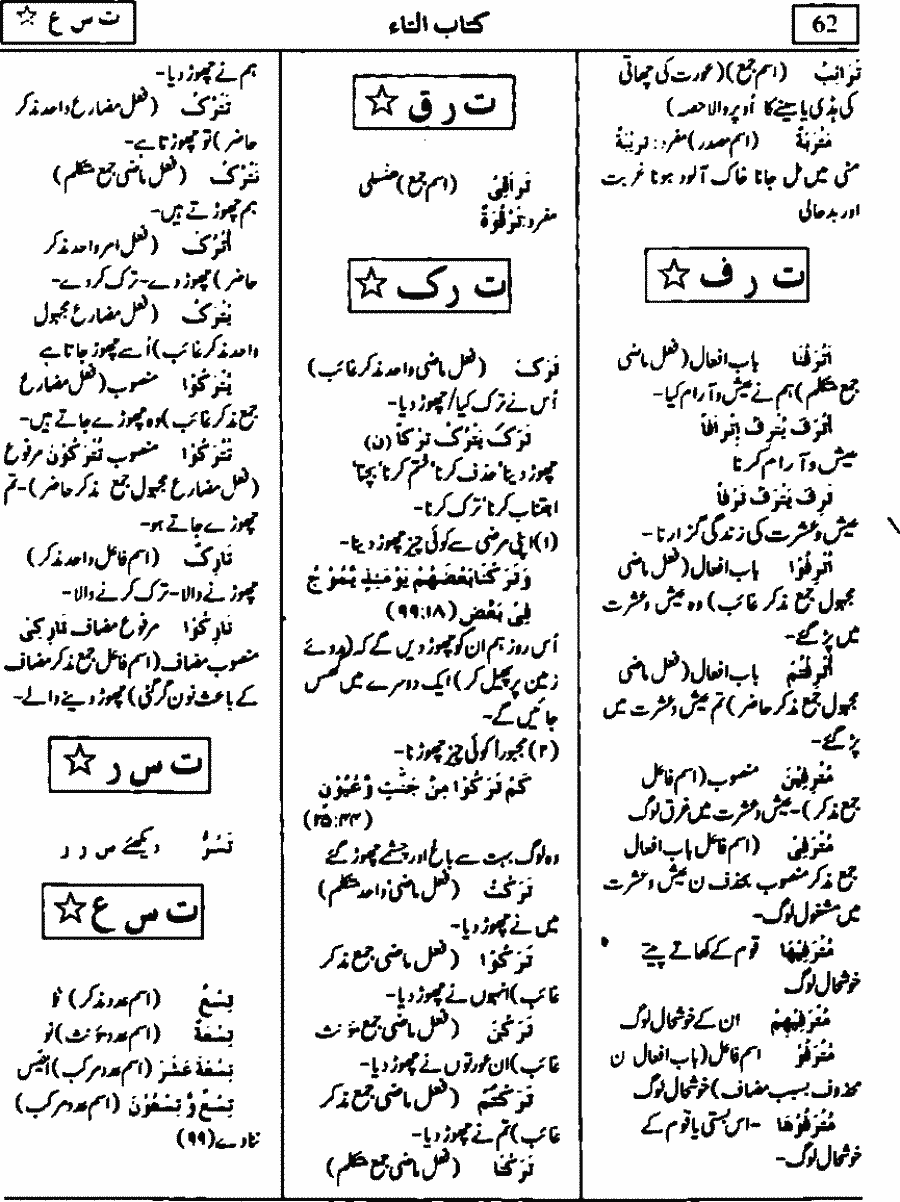 62
کتاب التاء
ت س ع ☆
تَرَائِبُ (اسم جمع)(عورت کی چھاتی
کی ہڈی یا سینے کا اُوپر والا حصہ)
مَتْرَبَةً (اسم مصدر)مفرد: تَرِيْبَةٌ
مٹی میں مل جانا خاک آلود ہونا غربت
اور بدحالی
ت ر ف ☆
اَتْرَفْنَا باب افعال(فعل ماضی
جمع متکلم)ہم نے عیش و آرام کیا-
اَتْرَفَ يُتْرِفُ اِتْرَافاً
عیش و آرام کرنا
تَرِفَ يَتْرَفُ تَرَفاً
عیش و عشرت کی زندگی گزارنا-
اُتْرِفُوْا باب افعال(فعل ماضی
مجہول جمع مذکر غائب)وہ عیش و عشرت
میں پڑ گئے-
اُتْرِفْتُمْ باب افعال(فعل ماضی
مجہول جمع مذکر حاضر)تم عیش و عشرت میں
پڑ گئے-
مُتْرَفِيْنَ منصوب(اسم فاعل
جمع مذکر)-عیش و عشرت میں غرق لوگ
مُتْرَفِىْ (اسم فاعل باب افعال
جمع مذکر منصوب بحذف ن عیش و عشرت
میں مشغول لوگ-
مُتْرَفِيْهَا قوم کے کھاتے پیتے
خوشحال لوگ
مُتْرَفِيْهِمْ ان کے خوشحال لوگ
مُتْرَفُوْ اسم فاعل(باب افعال ن
محذوف بسبب مضاف)خوشحال لوگ
مُتْرَفُوْهَا -اس بستی یا قوم کے
خوشحال لوگ-
ت ر ق ☆
تَرَاقِىَ (اسم جمع)ہنسلی
مفرد:تَرْقُوَةٌ
ت ر ک ☆
تَرَكَ (فعل ماضی واحد مذکر غائب)
اُس نے ترک کیا/چھوڑ دیا-
تَرَكَ يَتْرُكُ تَرْكاً (ن)
چھوڑ دینا'حذف کرنا'ختم کرنا'بچنا'
اجتناب کرنا'ترک کرنا-
(۱)اپنی مرضی سے کوئی چیز چھوڑ دینا-
وَتَرَكْنَا بَعْضَهُمْ يَوْمَئِذٍ يَّمُوْجُ
فِىْ بَعْضٍ (۹۹:۱۸)
اُس روز ہم ان کو چھوڑ دیں گے کہ(روئے
زمین پر پھیل کر)ایک دوسرے میں گھس
جائیں گے-
(۲)مجبوراً کوئی چیز چھوڑنا-
كَمْ تَرَكُوْا مِنْ جَنّٰتٍ وَّعُيُوْنٍ
(۲۵:۴۴)
وہ لوگ بہت سے باغ اور چشمے چھوڑ گئے
تَرَكْتُ (فعل ماضی واحد متکلم)
میں نے چھوڑ دیا-
تَرَكُوْا (فعل ماضی جمع مذکر
غائب)انہوں نے چھوڑ دیا-
تَرَكْنَ (فعل ماضی جمع مؤنث
غائب)ان عورتوں نے چھوڑ دیا-
تَرَكْتُمْ (فعل ماضی جمع مذکر
غائب)تم نے چھوڑ دیا-
تَرَكْنَا (فعل ماضی جمع متکلم)
ہم نے چھوڑ دیا-
تَتْرُكُ (فعل مضارع واحد مذکر
حاضر)تو چھوڑتا ہے-
نَتْرُكَ (فعل ماضی جمع متکلم)
ہم چھوڑتے ہیں-
اُتْرُكْ (فعل امر واحد مذکر
حاضر)چھوڑ دے-ترک کر دے-
يُتْرَكَ (فعل مضارع مجہول
واحد مذکر غائب)اُسے چھوڑ جاتا ہے
يُتْرَكُوْا منصوب(فعل مضارع
جمع مذکر غائب)وہ چھوڑے جاتے ہیں-
تُتْرَكُوْا منصوب تُتْرَكُوْنَ مرفوع
(فعل مضارع مجہول جمع مذکر حاضر)-تم
چھوڑے جاتے ہو-
تَارِكٌ (اسم فاعل واحد مذکر)
چھوڑنے والا-ترک کرنے والا-
تَارِكُوْا مرفوع مضاف تَارِكِىْ
منصوب مضاف(اسم فاعل جمع مذکر مضاف
کے باعث نون گر گئی)چھوڑ دینے والے-
ت س ر ☆
تَسُرُّ دیکھئے س ر ر
ت س ع ☆
تِسْعٌ (اسم عدد مذکر) نو
تِسْعَةٌ (اسم عدد مؤنث)نو
تِسْعَةَ عَشَرَ (اسم عدد مرکب)انیس
تِسْعٌ وَّ تِسْعُوْنَ (اسم عدد مرکب)
ننانوے(۹۹)